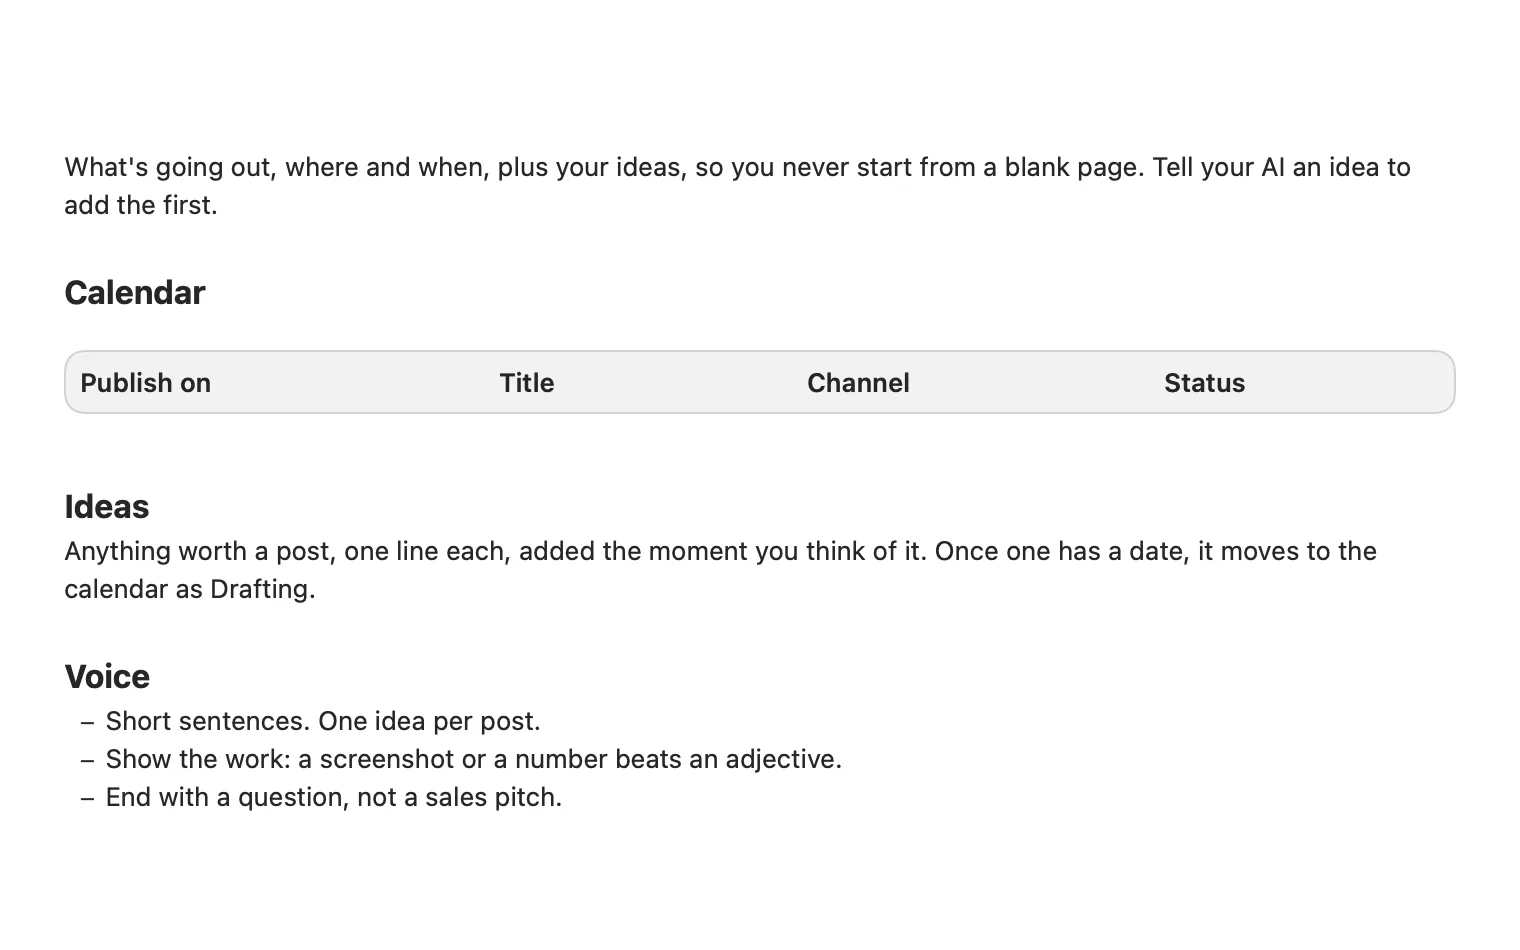 What's going out, where and when, plus your ideas, so you never start from a blank page. Tell your AI an idea to
add the first.
Calendar
Publish on Title Channel Status
Ideas
Anything worth a post, one line each, added the moment you think of it. Once one has a date, it moves to the
calendar as Drafting.
Voice
– Short sentences. One idea per post.
– Show the work: a screenshot or a number beats an adjective.
– End with a question, not a sales pitch.